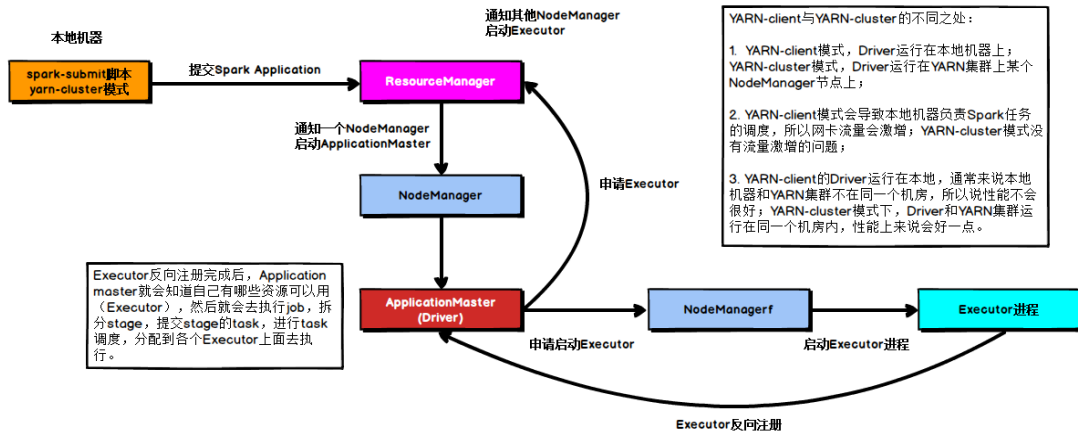 本地机器
spark-submit脚本
yarn-cluster模式
提交Spark Application
通知其他NodeManager
启动Executor
ResourceManager
通知一个NodeManager
启动ApplicationMaster
NodeManager
申请Executor
YARN-client与YARN-cluster的不同之处：
1. YARN-client模式，Driver运行在本地机器上；
YARN-cluster模式，Driver运行在YARN集群上某个
NodeManager节点上；
2. YARN-client模式会导致本地机器负责Spark任务
的调度，所以网卡流量会激增；YARN-cluster模式没
有流量激增的问题；
3. YARN-client的Driver运行在本地，通常来说本地
机器和YARN集群不在同一个机房，所以说性能不会
很好；YARN-cluster模式下，Driver和YARN集群运
行在同一个机房内，性能上来说会好一点。
Executor反向注册完成后，Application
master就会知道自己有哪些资源可以用
（Executor），然后就会去执行job，拆
分stage，提交stage的task，进行task
调度，分配到各个Executor上面去执
行。
ApplicationMaster
(Driver)
申请启动Executor
NodeManagerf
启动Executor进程
Executor进程
Executor反向注册